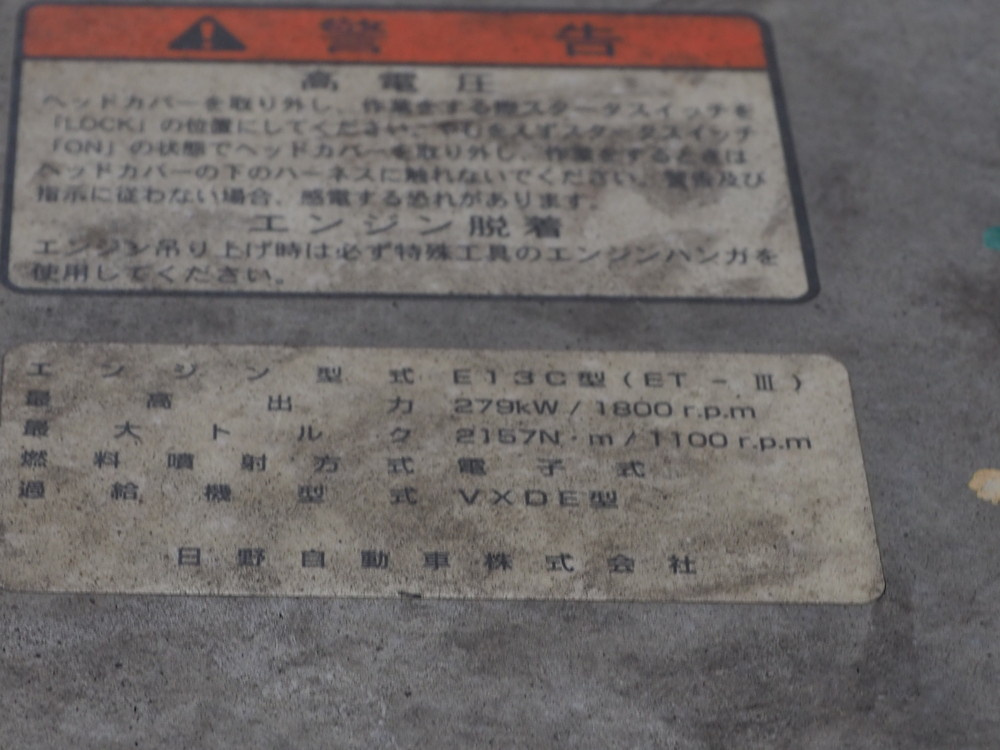 警告
高電圧
ヘッドカバーを取り外し、作業をする際スタータスイッチを
「LOCK」の位置にしてください。やむをえずスタータスイッチ
「ON」の状態でヘッドカバーを取り外し、作業をするときは
ヘッドカバーの下のハーネスに触れないでください。警告及び
指示に従わない場合、感電する恐れがあります。
エンジン脱着
エンジン吊り上げ時は必ず特殊工具のエンジンハンガを
使用してください。
エンジン型式 E13C型(ET-Ⅲ)
最高出力 279kW/1800r.p.m
最大トルク 2157N·m/1100r.p.m
燃料噴射方式 電子式
過給機型式 VXDE型
日野自動車株式会社